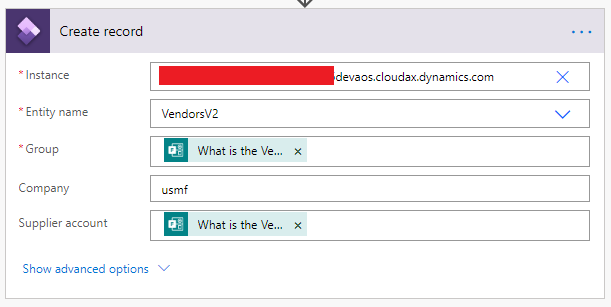 Create record
...
* Instance
devaos.cloudax.dynamics.com
* Entity name
VendorsV2
* Group
What is the Ve... ×
Company
usmf
Supplier account
What is the Ve... ×
Show advanced options